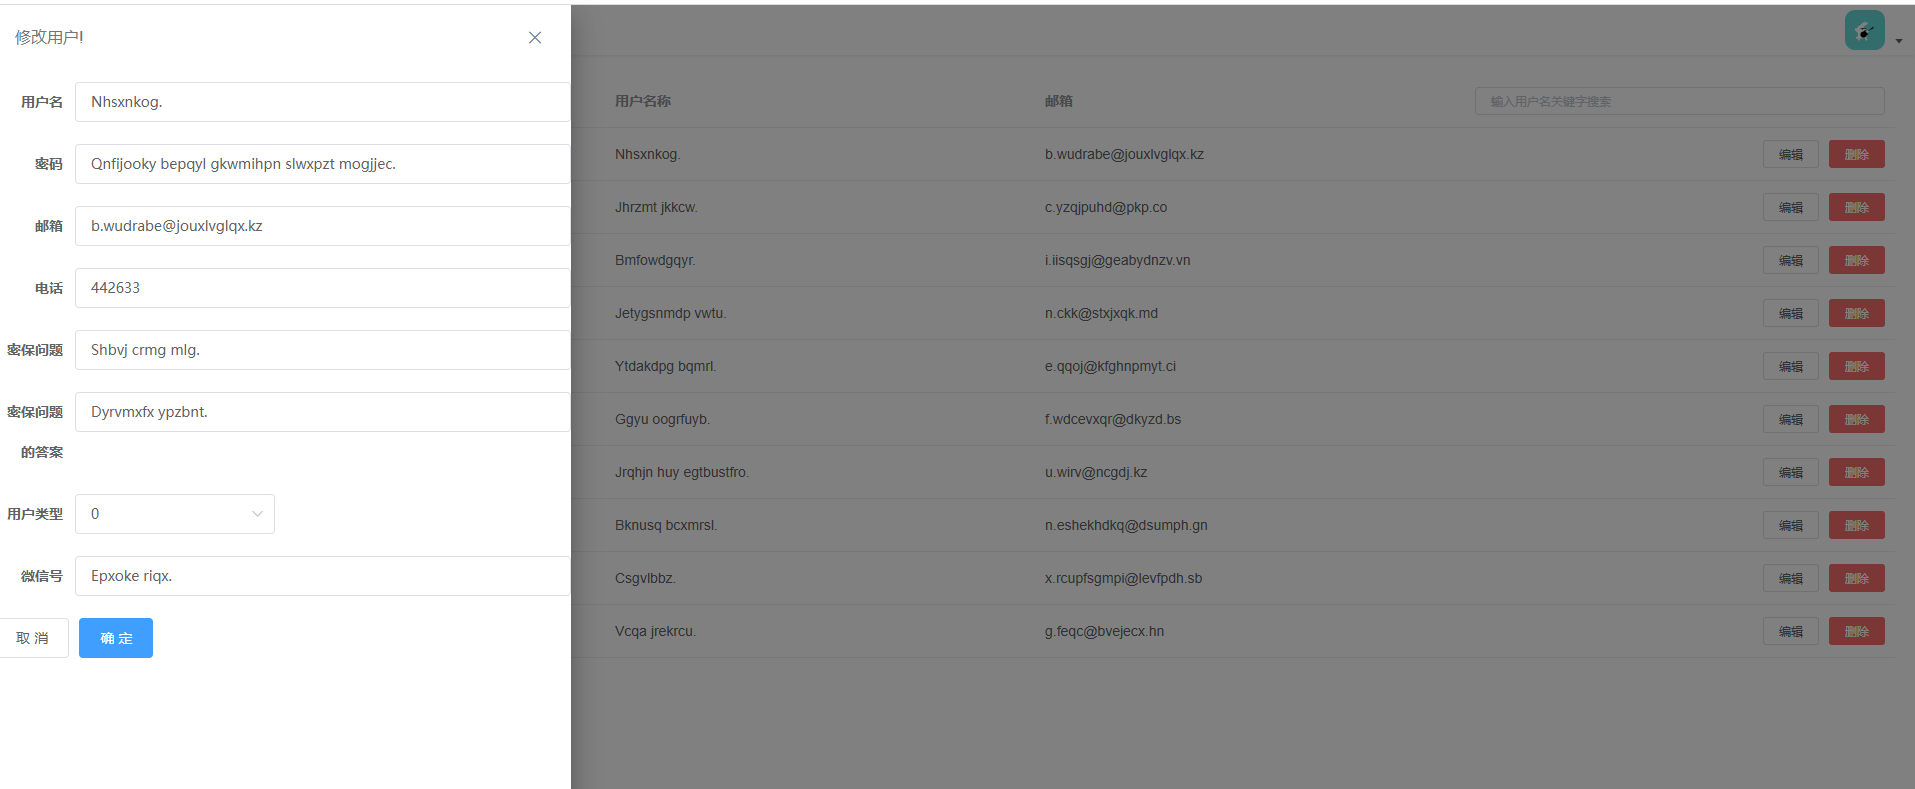 修改用户!
用户名 Nhsxnkog.
密码 Qnfijooky bepqyl gkwmihpn slwxpzt mogjjec.
邮箱 b.wudrabe@jouxlvglqx.kz
电话 442633
密保问题 Shbvj crmg mlg.
密保问题 Dyrvmxfx ypzbnt.
的答案
用户类型 0
微信号 Epxoke riqx.
取 消 确 定
用户名称 邮箱 输入用户名关键字搜索
Nhsxnkog. b.wudrabe@jouxlvglqx.kz 编辑 删除
Jhrzmt jkkcw. c.yzqjpuhd@pkp.co 编辑 删除
Bmfowdgqyr. i.iisqsgj@geabydnzv.vn 编辑 删除
Jetygsnmdp vwtu. n.ckk@stxjxqk.md 编辑 删除
Ytdakdpg bqmrl. e.qqoj@kfghnpmyt.ci 编辑 删除
Ggyu oogrfuyb. f.wdcevxqr@dkyzd.bs 编辑 删除
Jrqhjn huy egtbustfro. u.wirv@ncgdj.kz 编辑 删除
Bknusq bcxmrsl. n.eshekhdkq@dsumph.gn 编辑 删除
Csgvlbbz. x.rcupfsgmpi@levfpdh.sb 编辑 删除
Vcqa jrekrcu. g.feqc@bvejecx.hn 编辑 删除